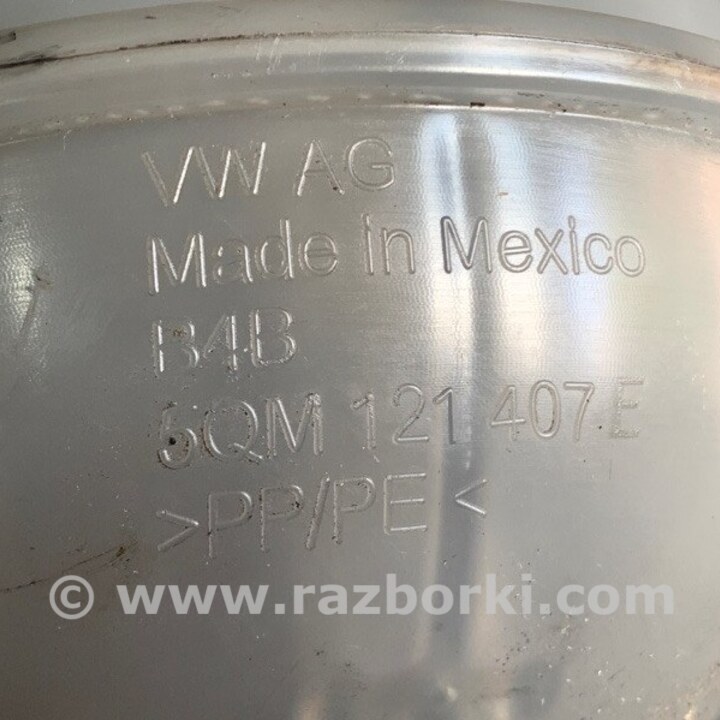 VW AG
Made in Mexico
B4B
5QM 121 407 E
>PP/PE<
© www.razborki.com